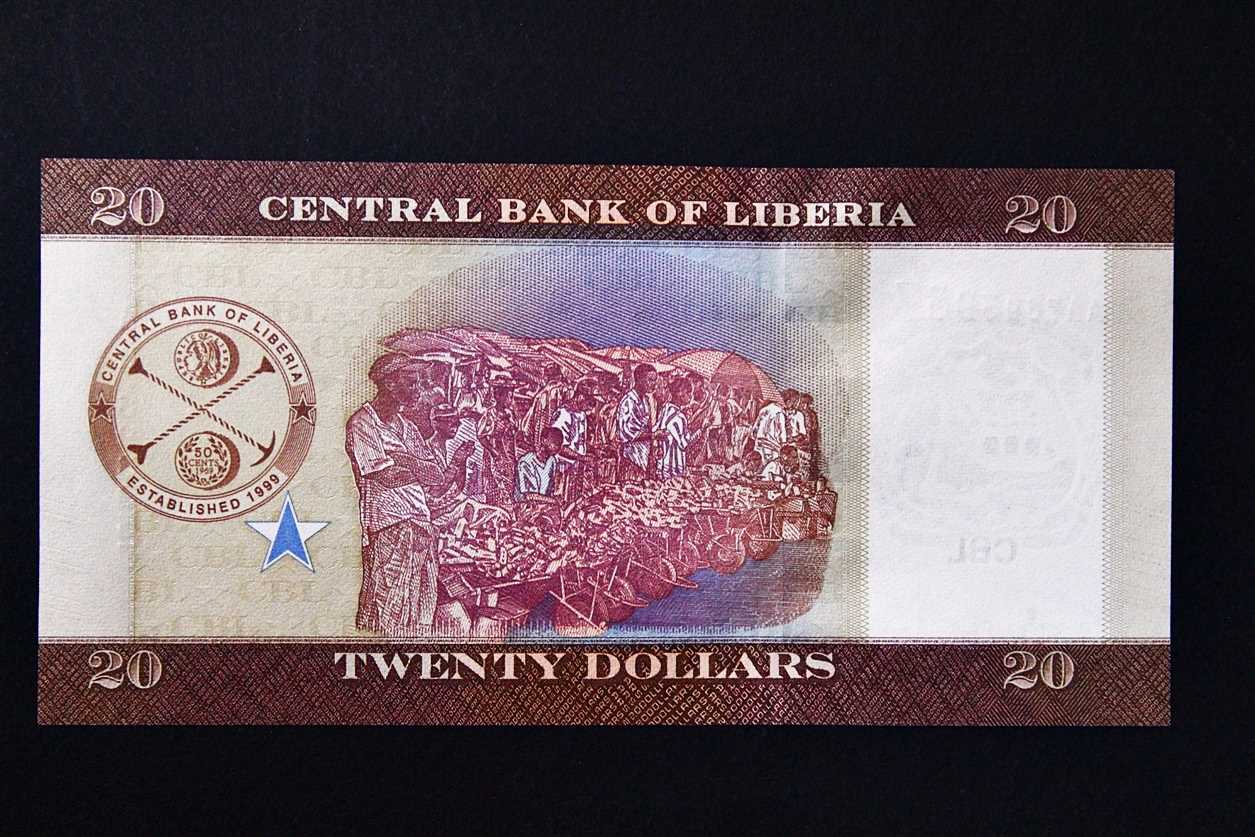 20 CENTRAL BANK OF LIBERIA 20
CENTRAL BANK OF LIBERIA
50
CENTS
ESTABLISHED 1999
CBL
20 TWENTY DOLLARS 20